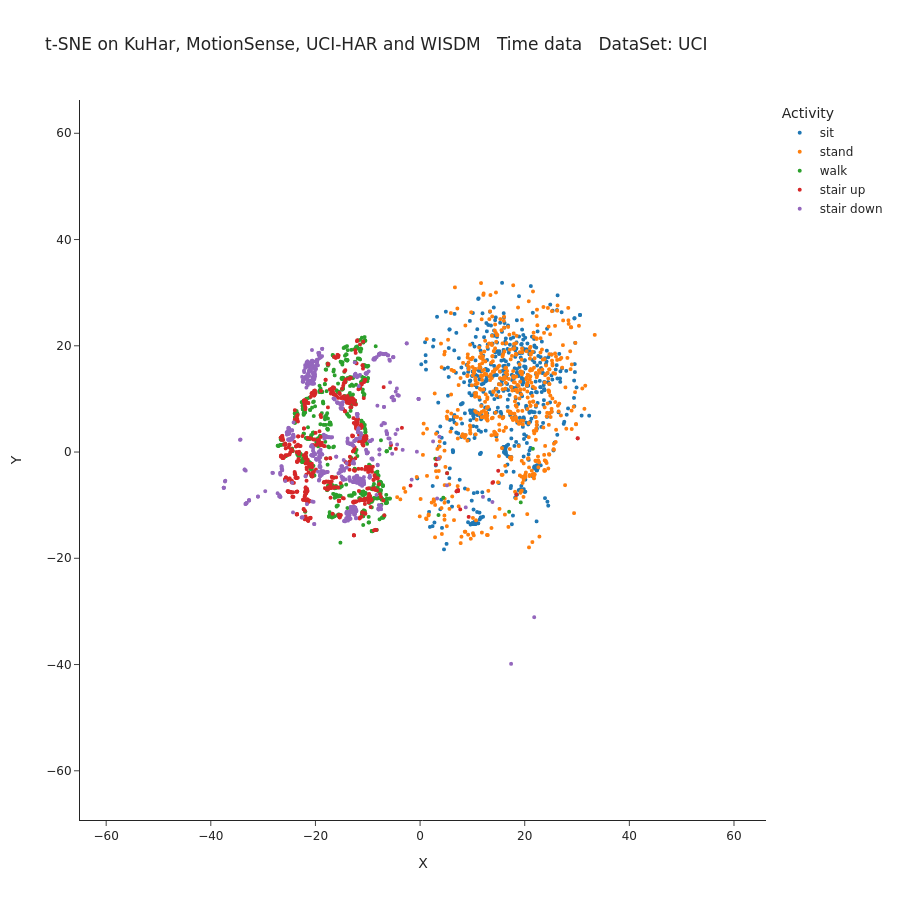 t-SNE on KuHar, MotionSense, UCI-HAR and WISDM   Time data   DataSet: UCI
Activity
sit
stand
walk
stair up
stair down
60
40
20
0
−20
−40
−60
Y
−60
−40
−20
0
20
40
60
X